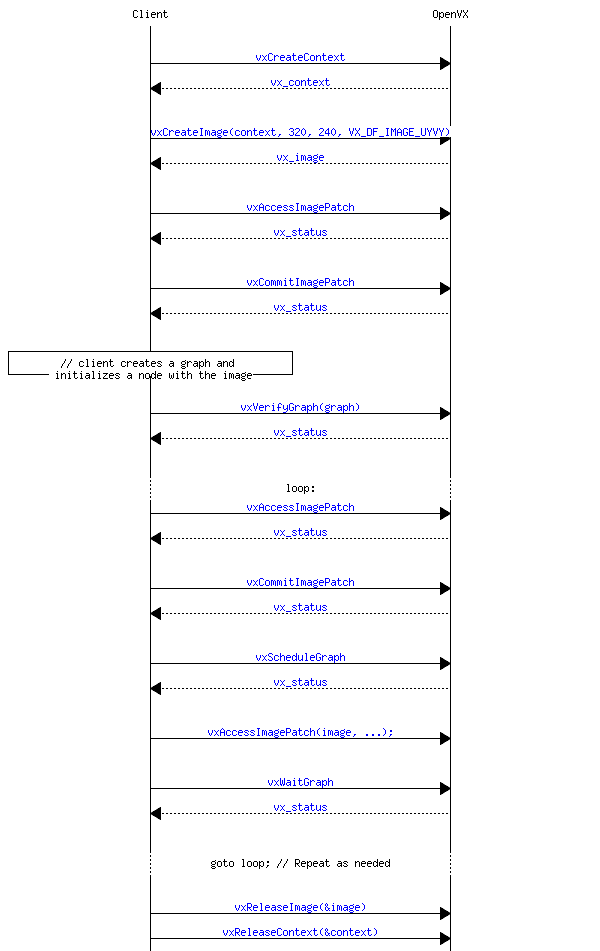 Client OpenVX
vxCreateContext
vx_context
vxCreateImage(context, 320, 240, VX_DF_IMAGE_UYVY)
vx_image
vxAccessImagePatch
vx_status
vxCommitImagePatch
vx_status
// client creates a graph and
initializes a node with the image
vxVerifyGraph(graph)
vx_status
loop:
vxAccessImagePatch
vx_status
vxCommitImagePatch
vx_status
vxScheduleGraph
vx_status
vxAccessImagePatch(image, ...);
vxWaitGraph
vx_status
goto loop; // Repeat as needed
vxReleaseImage(&image)
vxReleaseContext(&context)